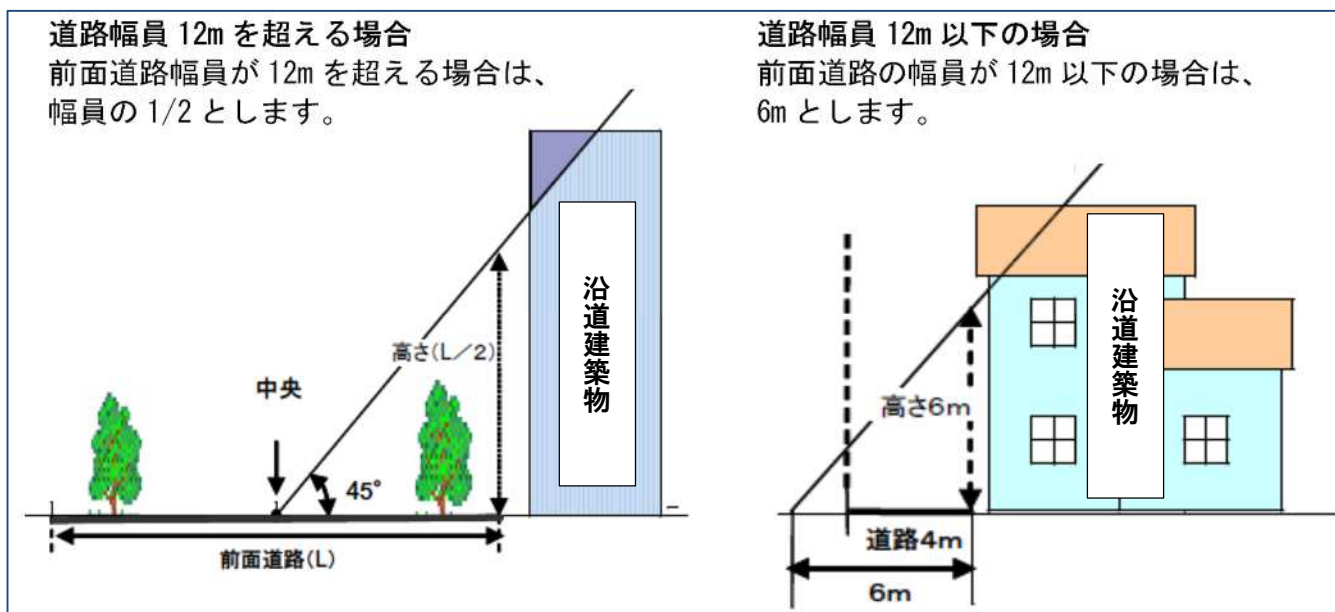 道路幅員 12m を超える場合
前面道路幅員が 12m を超える場合は、
幅員の 1/2 とします。
沿道建築物
高さ(L／2)
中央
45°
前面道路(L)
道路幅員 12m 以下の場合
前面道路の幅員が 12m 以下の場合は、
6m とします。
沿道建築物
高さ6m
道路4m
6m